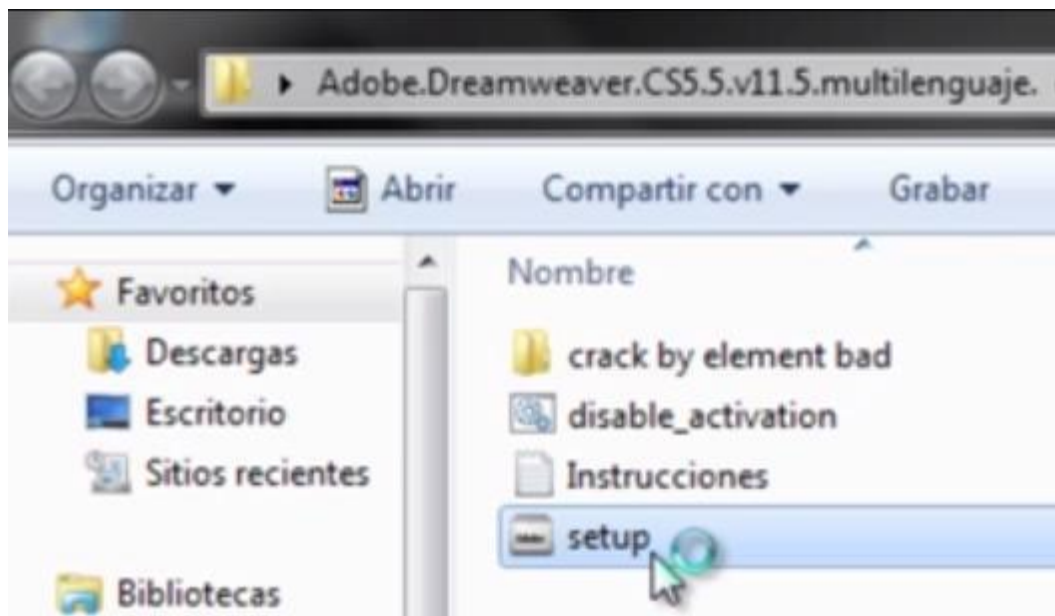 Adobe.Dreamweaver.CS5.5.v11.5.multilenguaje.
Organizar
Abrir
Compartir con
Grabar
Favoritos
Descargas
Escritorio
Sitios recientes
Bibliotecas
Nombre
crack by element bad
disable_activation
Instrucciones
setup